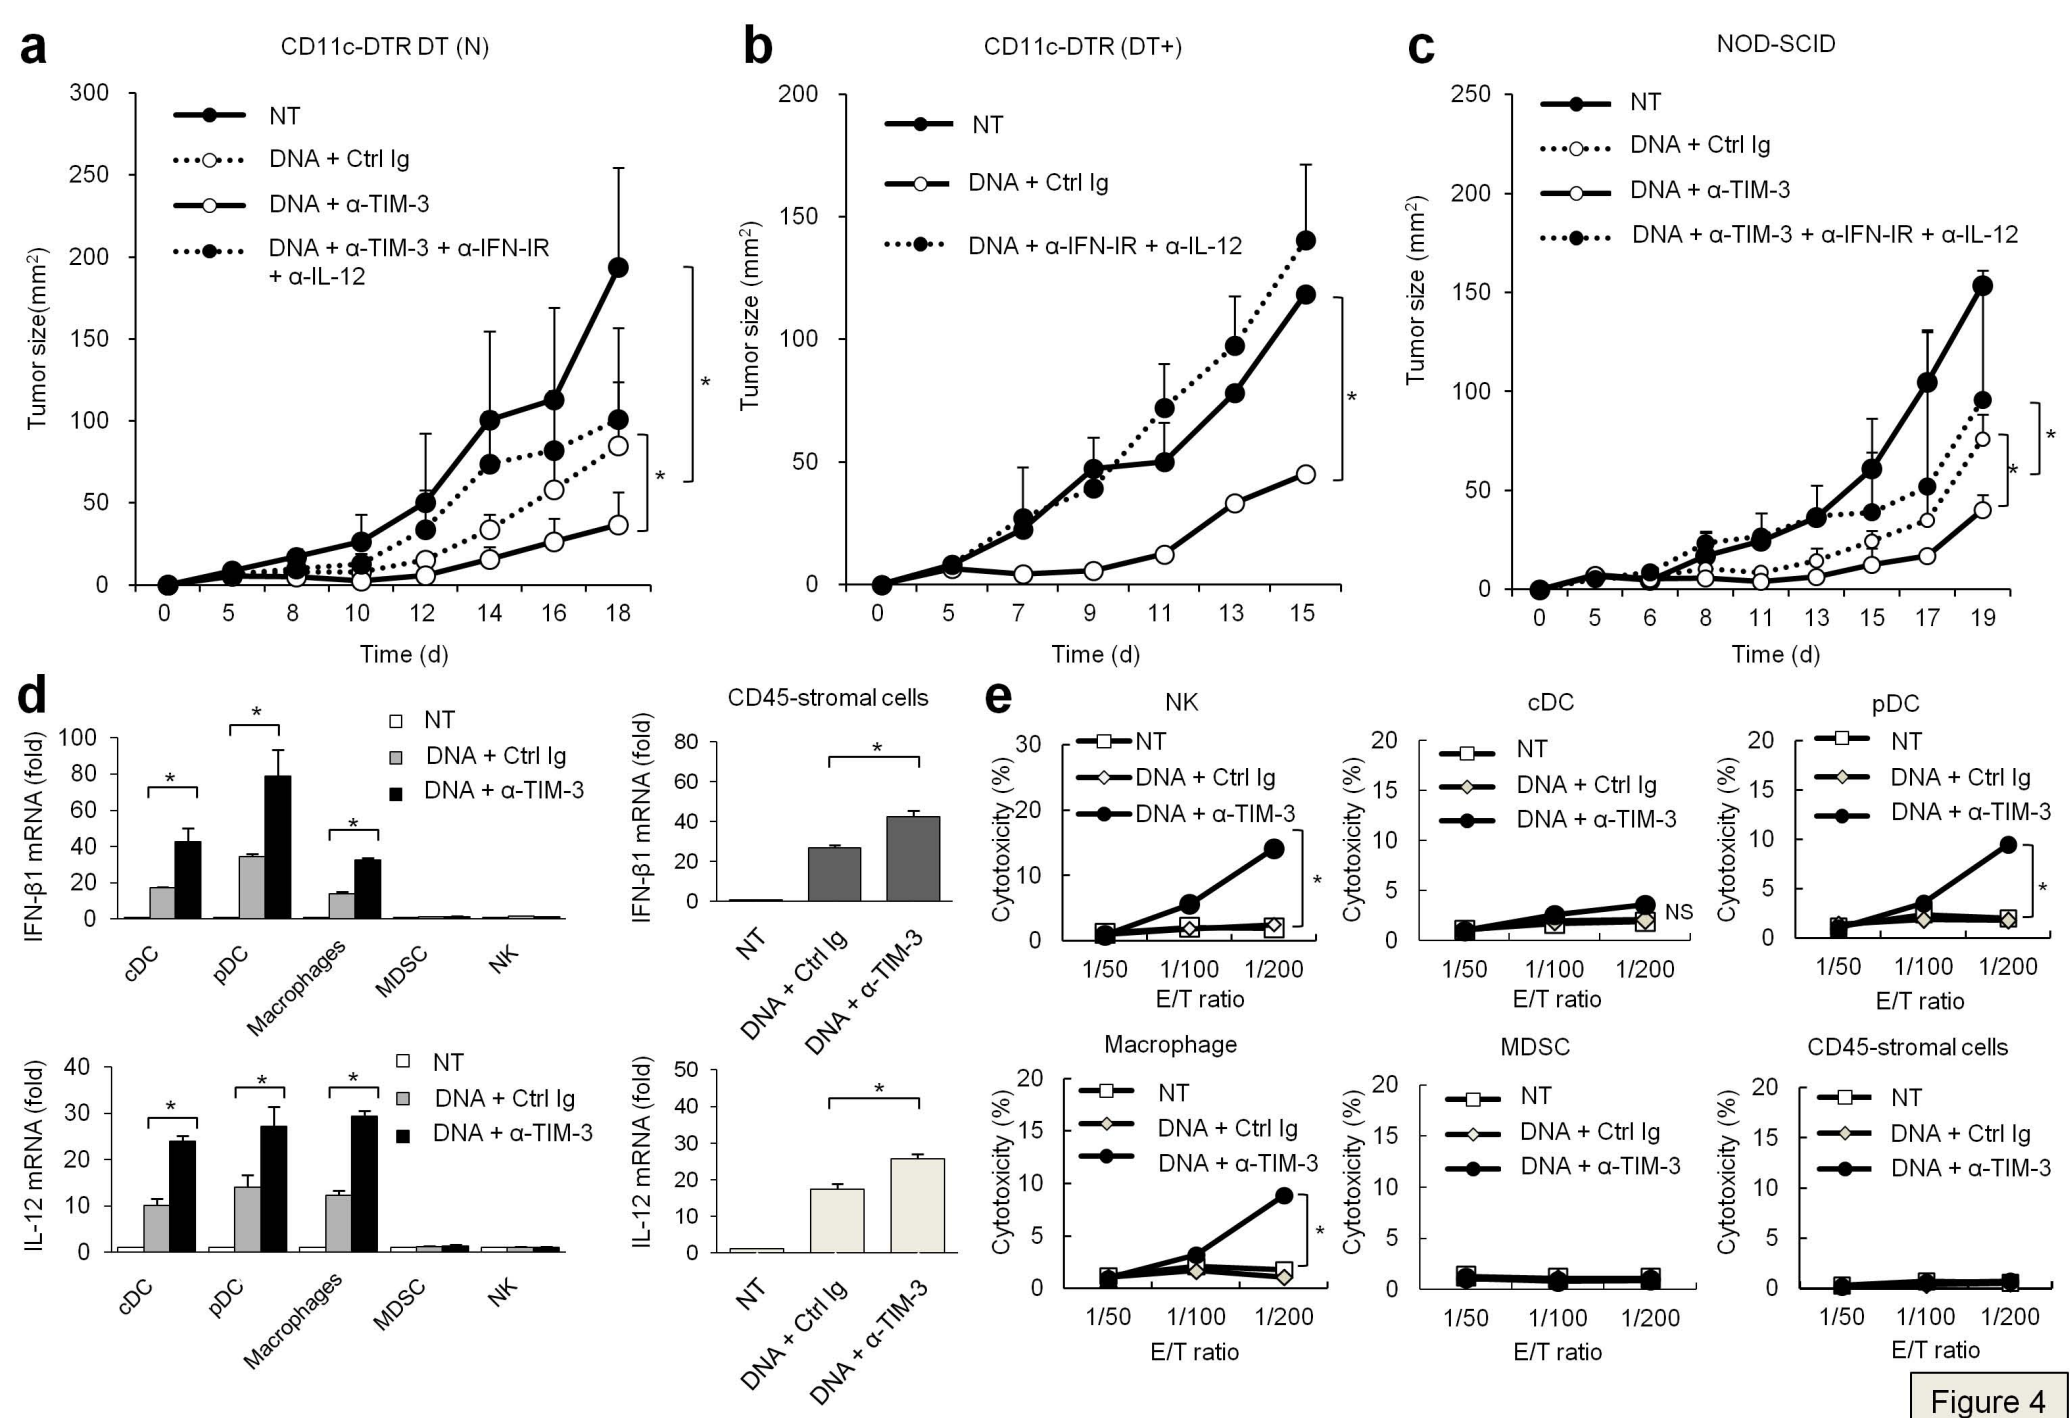 a
CD11c-DTR DT (N)
300
250
200
150
100
50
0
Tumor size(mm²)
NT
DNA + Ctrl Ig
DNA + α-TIM-3
DNA + α-TIM-3 + α-IFN-IR
+ α-IL-12
*
*
0 5 8 10 12 14 16 18
Time (d)
b
CD11c-DTR (DT+)
200
150
100
50
0
Tumor size (mm²)
NT
DNA + Ctrl Ig
DNA + α-IFN-IR + α-IL-12
*
0 5 7 9 11 13 15
Time (d)
c
NOD-SCID
250
200
150
100
50
0
Tumor size (mm²)
NT
DNA + Ctrl Ig
DNA + α-TIM-3
DNA + α-TIM-3 + α-IFN-IR + α-IL-12
*
*
0 5 6 8 11 13 15 17 19
Time (d)
d
IFN-β1 mRNA (fold)
100
80
60
40
20
0
NT
DNA + Ctrl Ig
DNA + α-TIM-3
* * *
cDC pDC Macrophages MDSC NK
CD45-stromal cells
IFN-β1 mRNA (fold)
80
60
40
20
0
*
NT DNA + Ctrl Ig DNA + α-TIM-3
IL-12 mRNA (fold)
40
30
20
10
0
NT
DNA + Ctrl Ig
DNA + α-TIM-3
* * *
cDC pDC Macrophages MDSC NK
IL-12 mRNA (fold)
50
40
30
20
10
0
*
NT DNA + Ctrl Ig DNA + α-TIM-3
e
NK
Cytotoxicity (%)
30
20
10
0
NT
DNA + Ctrl Ig
DNA + α-TIM-3
*
1/50 1/100 1/200
E/T ratio
cDC
Cytotoxicity (%)
20
15
10
5
0
NT
DNA + Ctrl Ig
DNA + α-TIM-3
NS
1/50 1/100 1/200
E/T ratio
pDC
Cytotoxicity (%)
20
15
10
5
0
NT
DNA + Ctrl Ig
DNA + α-TIM-3
*
1/50 1/100 1/200
E/T ratio
Macrophage
Cytotoxicity (%)
20
15
10
5
0
NT
DNA + Ctrl Ig
DNA + α-TIM-3
*
1/50 1/100 1/200
E/T ratio
MDSC
Cytotoxicity (%)
20
15
10
5
0
NT
DNA + Ctrl Ig
DNA + α-TIM-3
1/50 1/100 1/200
E/T ratio
CD45-stromal cells
Cytotoxicity (%)
20
15
10
5
0
NT
DNA + Ctrl Ig
DNA + α-TIM-3
1/50 1/100 1/200
E/T ratio
Figure 4